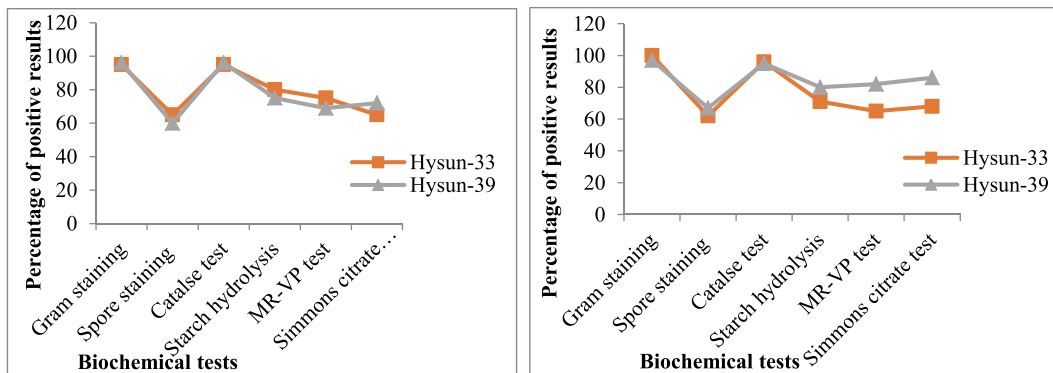 120
100
80
60
40
20
0
Percentage of positive results
Hysun-33
Hysun-39
Gram staining
Spore staining
Catalse test
Starch hydrolysis
MR-VP test
Simmons citrate…
Biochemical tests
120
100
80
60
40
20
0
Percentage of positive results
Hysun-33
Hysun-39
Gram staining
Spore staining
Catalse test
Starch hydrolysis
MR-VP test
Simmons citrate test
Biochemical tests